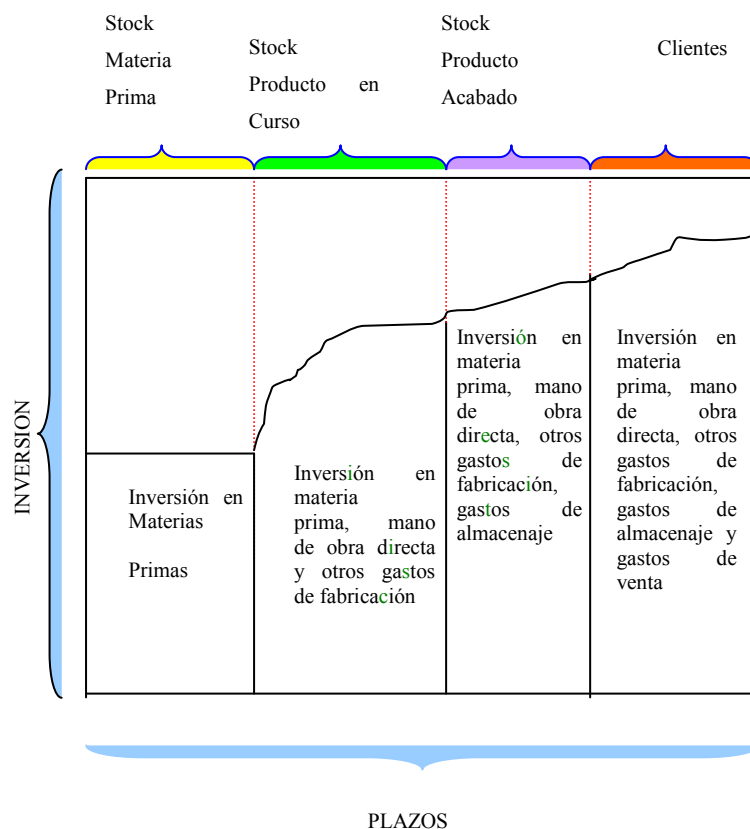 Stock
Materia
Prima
Stock
Producto en
Curso
Stock
Producto
Acabado
Clientes
INVERSION
Inversión en
Materias
Primas
Inversión en
materia
prima, mano
de obra directa
y otros gastos
de fabricación
Inversión en
materia
prima, mano
de obra
directa, otros
gastos de
fabricación,
gastos de
almacenaje
Inversión en
materia
prima, mano
de obra
directa, otros
gastos de
fabricación,
gastos de
almacenaje y
gastos de
venta
PLAZOS